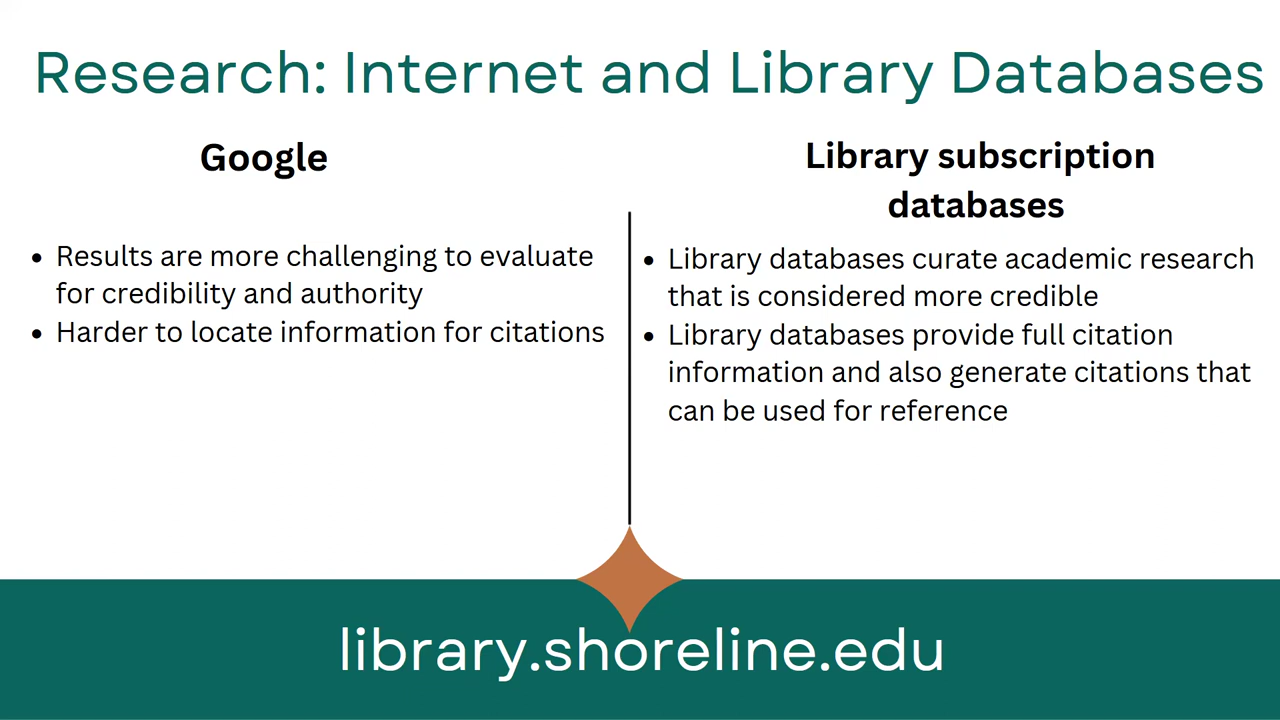 Research: Internet and Library Databases
Google
• Results are more challenging to evaluate
for credibility and authority
• Harder to locate information for citations
Library subscription
databases
• Library databases curate academic research
that is considered more credible
• Library databases provide full citation
information and also generate citations that
can be used for reference
library.shoreline.edu